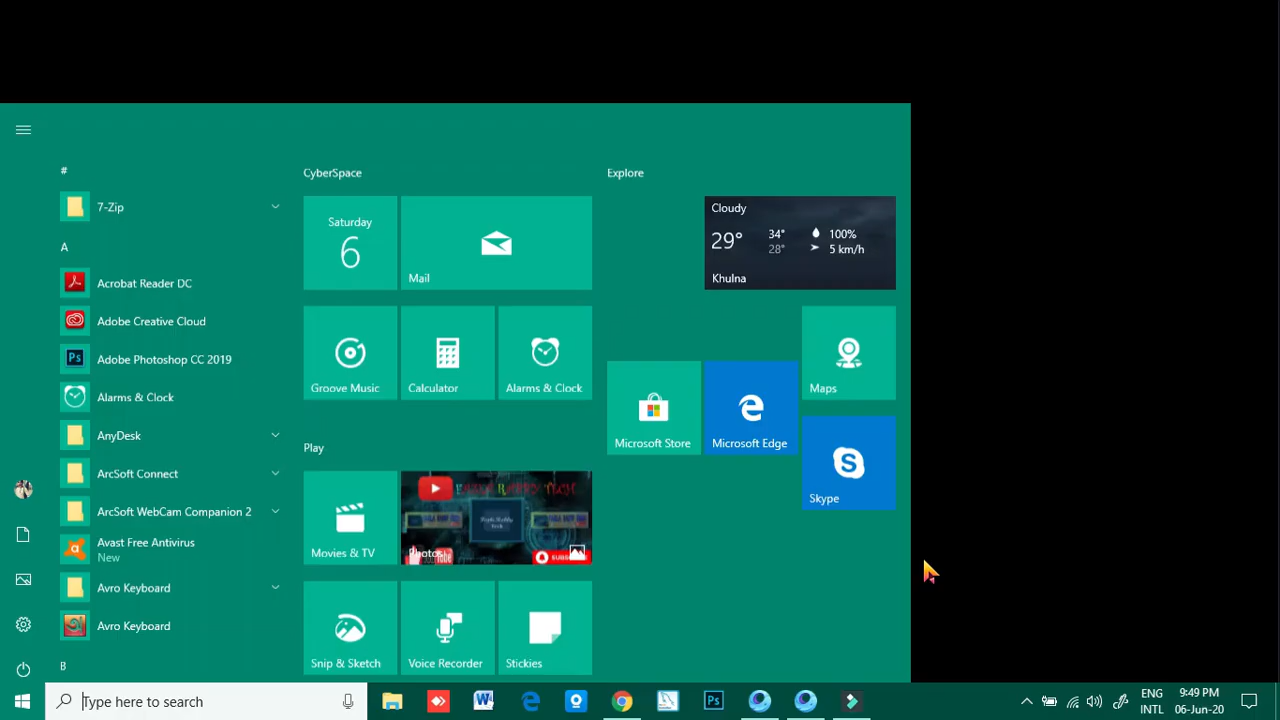 #
7-Zip
A
Acrobat Reader DC
Adobe Creative Cloud
Adobe Photoshop CC 2019
Alarms & Clock
AnyDesk
ArcSoft Connect
ArcSoft WebCam Companion 2
Avast Free Antivirus
New
Avro Keyboard
Avro Keyboard
B
CyberSpace
Saturday
6
Mail
Groove Music
Calculator
Alarms & Clock
Play
Movies & TV
Photos
Snip & Sketch
Voice Recorder
Stickies
Explore
Cloudy
29°
34°
28°
100%
5 km/h
Khulna
Microsoft Store
Microsoft Edge
Maps
Skype
Type here to search
ENG
INTL
9:49 PM
06-Jun-20